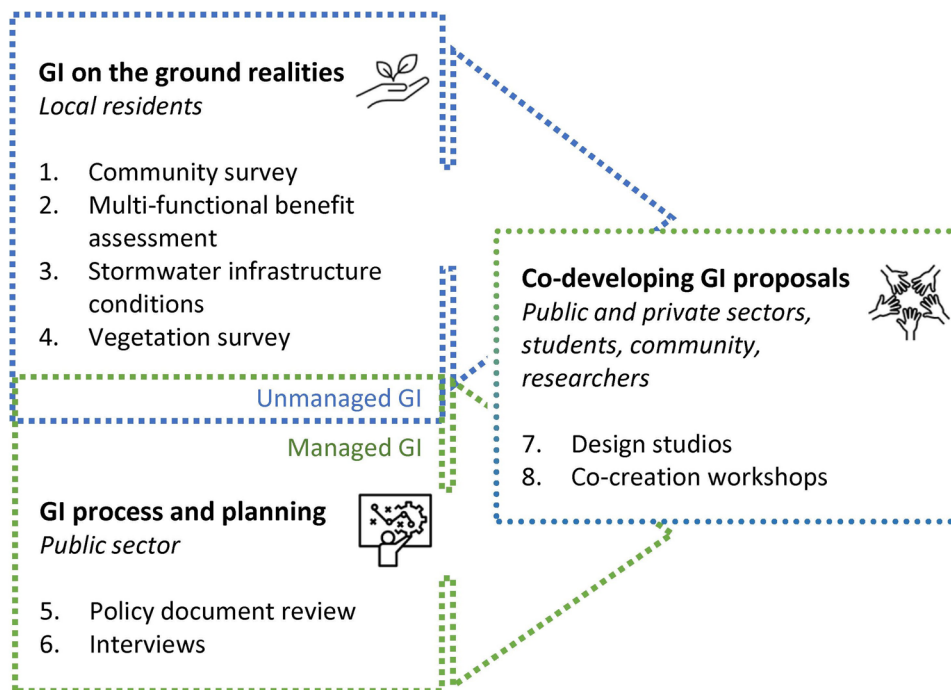 GI on the ground realities
Local residents
1. Community survey
2. Multi-functional benefit
assessment
3. Stormwater infrastructure
conditions
4. Vegetation survey
Unmanaged GI
Managed GI
GI process and planning
Public sector
5. Policy document review
6. Interviews
Co-developing GI proposals
Public and private sectors,
students, community,
researchers
7. Design studios
8. Co-creation workshops